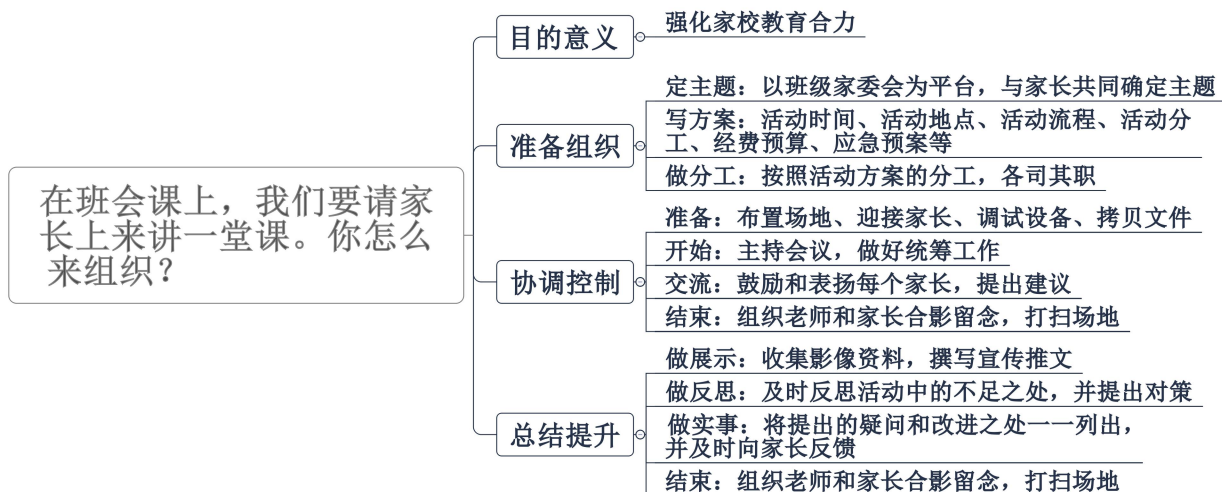 在班会课上，我们要请家
长上来讲一堂课。你怎么
来组织？
目的意义
强化家校教育合力
准备组织
定主题：以班级家委会为平台，与家长共同确定主题
写方案：活动时间、活动地点、活动流程、活动分
工、经费预算、应急预案等
做分工：按照活动方案的分工，各司其职
协调控制
准备：布置场地、迎接家长、调试设备、拷贝文件
开始：主持会议，做好统筹工作
交流：鼓励和表扬每个家长，提出建议
结束：组织老师和家长合影留念，打扫场地
总结提升
做展示：收集影像资料，撰写宣传推文
做反思：及时反思活动中的不足之处，并提出对策
做实事：将提出的疑问和改进之处一一列出，
并及时向家长反馈
结束：组织老师和家长合影留念，打扫场地